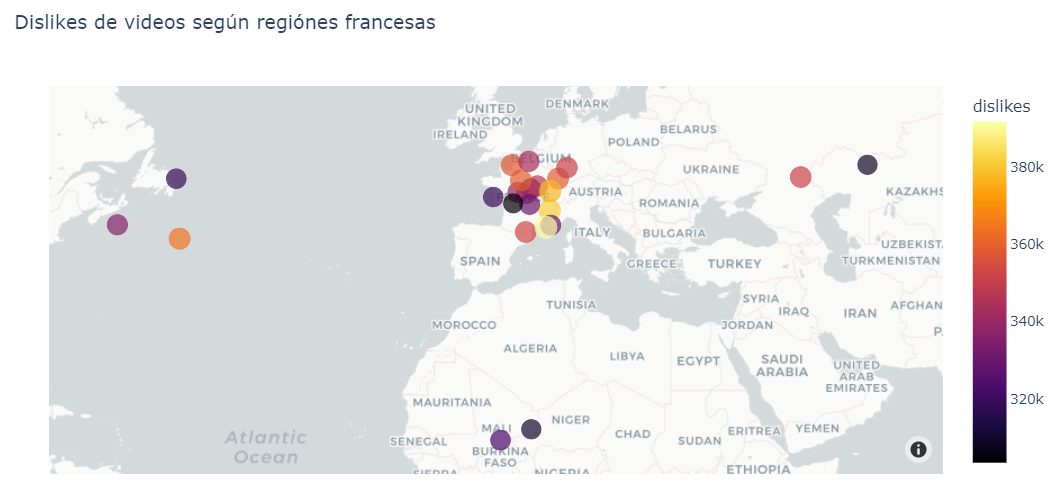 Dislikes de videos según regiónes francesas
dislikes
380k
360k
340k
320k
UNITED
KINGDOM
DENMARK
IRELAND
BELARUS
POLAND
BELGIUM
UKRAINE
AUSTRIA
KAZAKHS
ROMANIA
ITALY
BULGARIA
UZBEKIST
SPAIN
GREECE
TURKEY
TURKMENISTAN
TUNISIA
SYRIA
IRAQ
IRAN
AFGHAN
MOROCCO
JORDAN
ALGERIA
LIBYA
EGYPT
SAUDI
ARABIA
UNITED
ARAB
EMIRATES
MAURITANIA
MALI
NIGER
CHAD
SUDAN
ERITREA
YEMEN
SENEGAL
BURKINA
FASO
ETHIOPIA
NIGERIA
Atlantic
Ocean